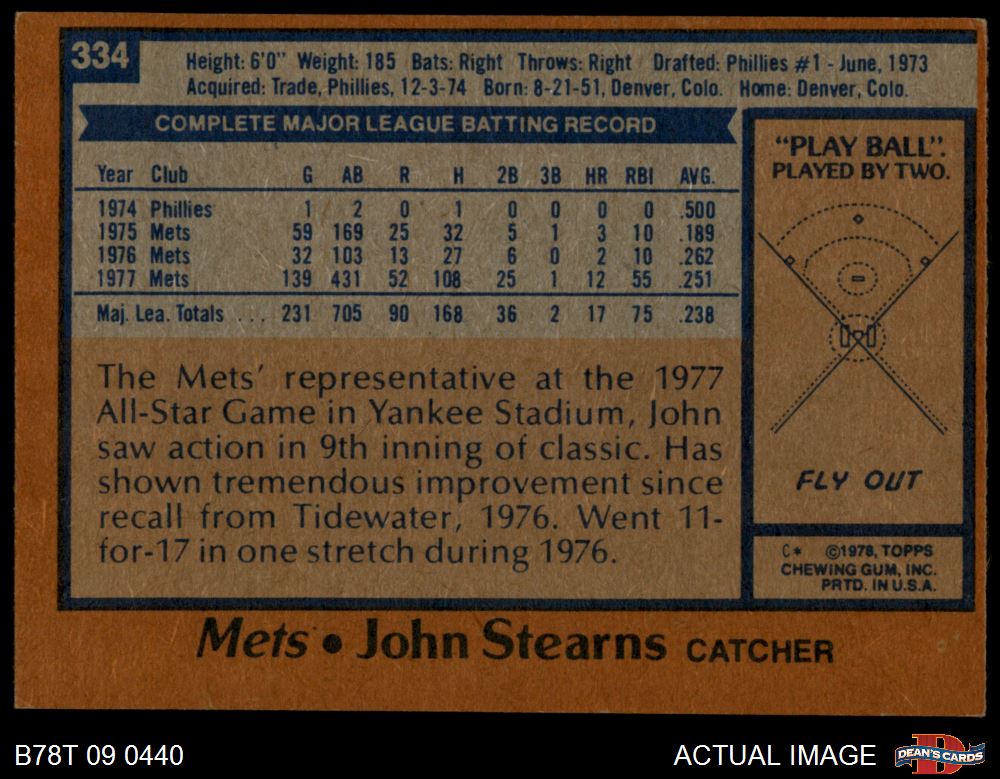 334
Height: 6'0" Weight: 185 Bats: Right Throws: Right Drafted: Phillies #1 - June, 1973
Acquired: Trade, Phillies, 12-3-74 Born: 8-21-51, Denver, Colo. Home: Denver, Colo.
COMPLETE MAJOR LEAGUE BATTING RECORD
Year Club G AB R H 2B 3B HR RBI AVG.
1974 Phillies 1 2 0 1 0 0 0 0 .500
1975 Mets 59 169 25 32 5 1 3 10 .189
1976 Mets 32 103 13 27 6 0 2 10 .262
1977 Mets 139 431 52 108 25 1 12 55 .251
Maj. Lea. Totals ... 231 705 90 168 36 2 17 75 .238
The Mets' representative at the 1977
All-Star Game in Yankee Stadium, John
saw action in 9th inning of classic. Has
shown tremendous improvement since
recall from Tidewater, 1976. Went 11-
for-17 in one stretch during 1976.
"PLAY BALL".
PLAYED BY TWO.
FLY OUT
C* ©1978, TOPPS
CHEWING GUM, INC.
PRTD. IN U.S.A.
Mets • John Stearns CATCHER
B78T 09 0440
ACTUAL IMAGE
D
DEAN'S CARDS